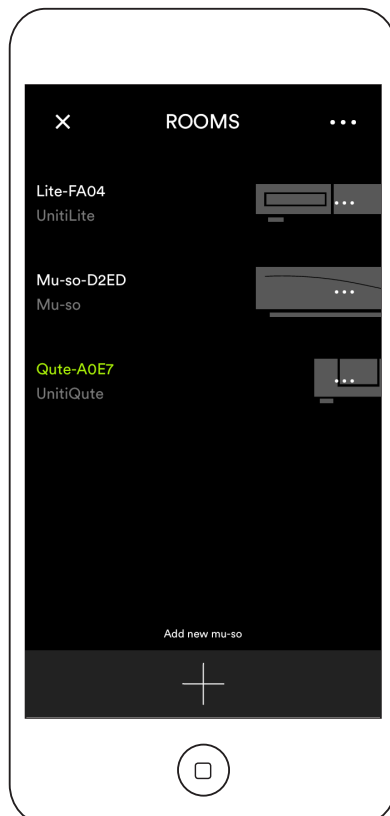 ROOMS
Lite-FA04
UnitiLite
Mu-so-D2ED
Mu-so
Qute-A0E7
UnitiQute
Add new mu-so